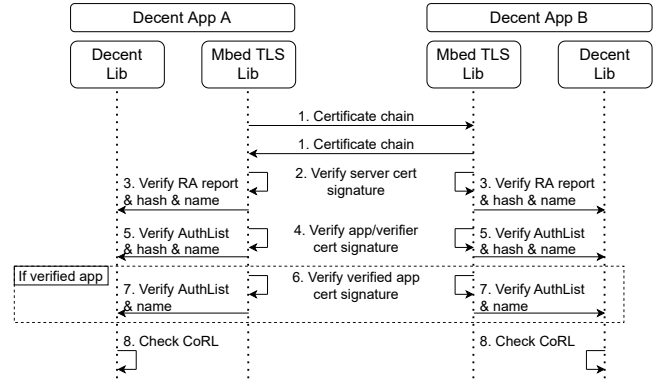 Decent App A
Decent App B
Decent
Lib
Mbed TLS
Lib
Mbed TLS
Lib
Decent
Lib
1. Certificate chain
1. Certificate chain
2. Verify server cert
signature
3. Verify RA report
& hash & name
3. Verify RA report
& hash & name
4. Verify app/verifier
cert signature
5. Verify AuthList
& hash & name
5. Verify AuthList
& hash & name
If verified app
6. Verify verified app
cert signature
7. Verify AuthList
& name
7. Verify AuthList
& name
8. Check CoRL
8. Check CoRL